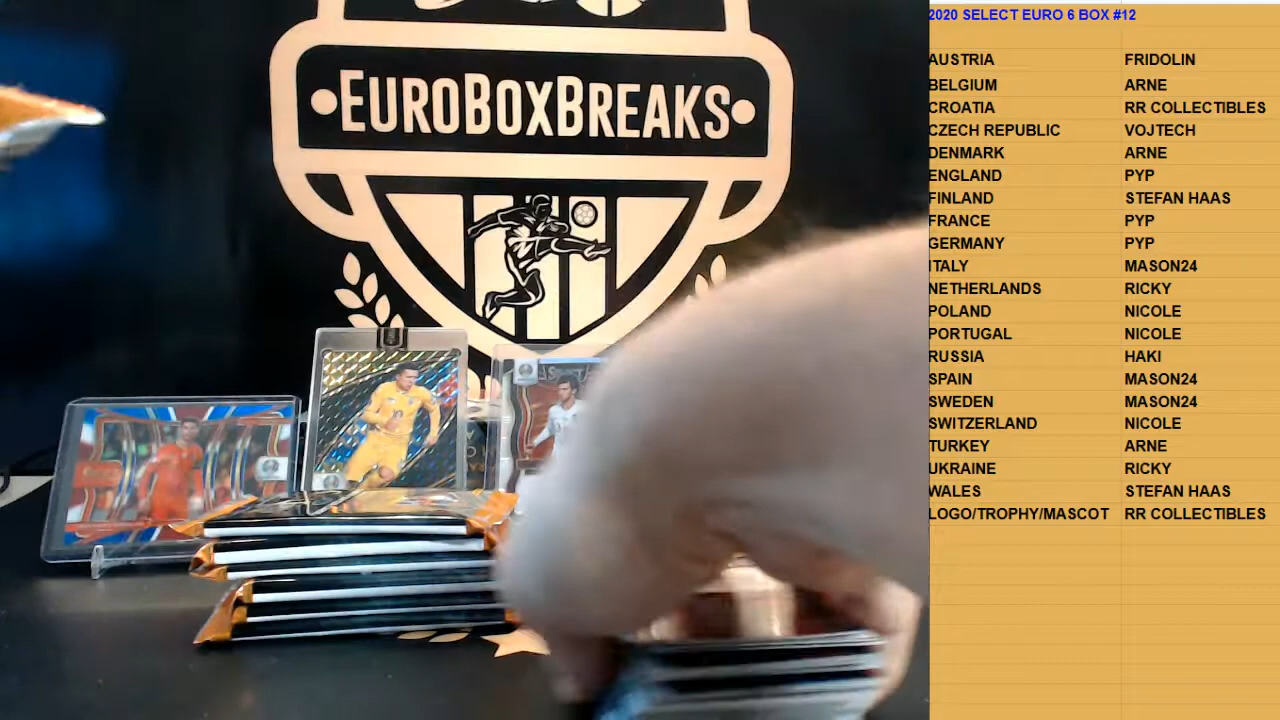 •EUROBOXBREAKS•
2020 SELECT EURO 6 BOX #12
AUSTRIA FRIDOLIN
BELGIUM ARNE
CROATIA RR COLLECTIBLES
CZECH REPUBLIC VOJTECH
DENMARK ARNE
ENGLAND PYP
FINLAND STEFAN HAAS
FRANCE PYP
GERMANY PYP
ITALY MASON24
NETHERLANDS RICKY
POLAND NICOLE
PORTUGAL NICOLE
RUSSIA HAKI
SPAIN MASON24
SWEDEN MASON24
SWITZERLAND NICOLE
TURKEY ARNE
UKRAINE RICKY
WALES STEFAN HAAS
LOGO/TROPHY/MASCOT RR COLLECTIBLES